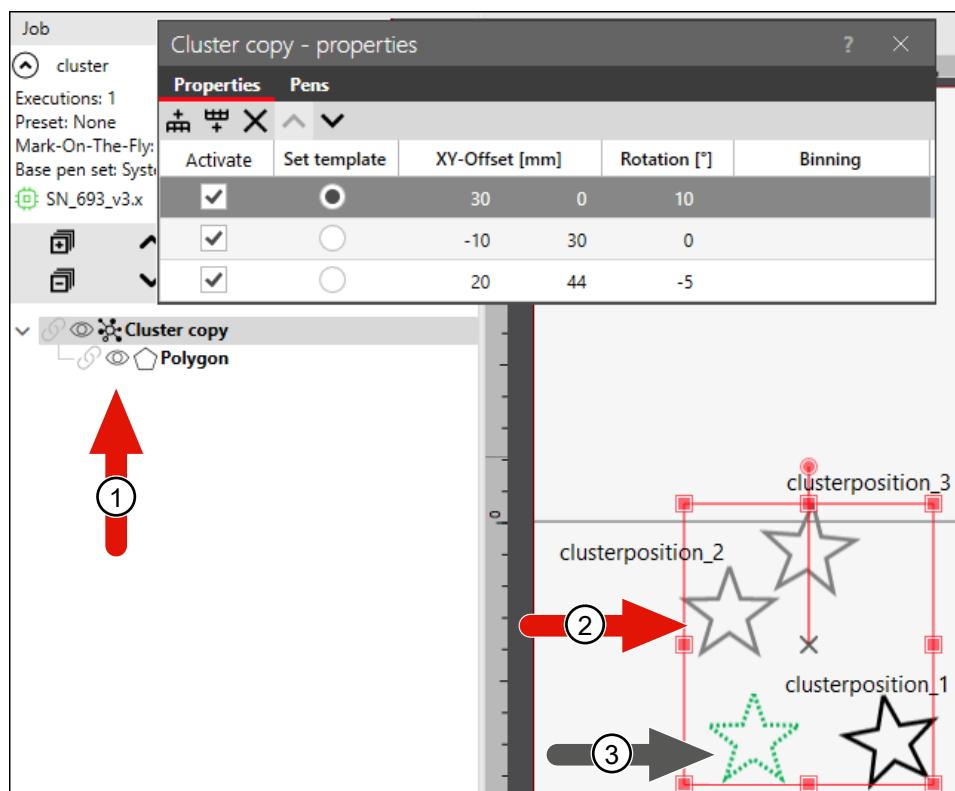 Job
cluster
Executions: 1
Preset: None
Mark-On-The-Fly:
Base pen set: Syst
SN_693_v3.x
Cluster copy - properties ? ×
Properties Pens
Activate Set template XY-Offset [mm] Rotation [°] Binning
30 0 10
-10 30 0
20 44 -5
Cluster copy
Polygon
1
0
clusterposition_3
clusterposition_2
2
clusterposition_1
3